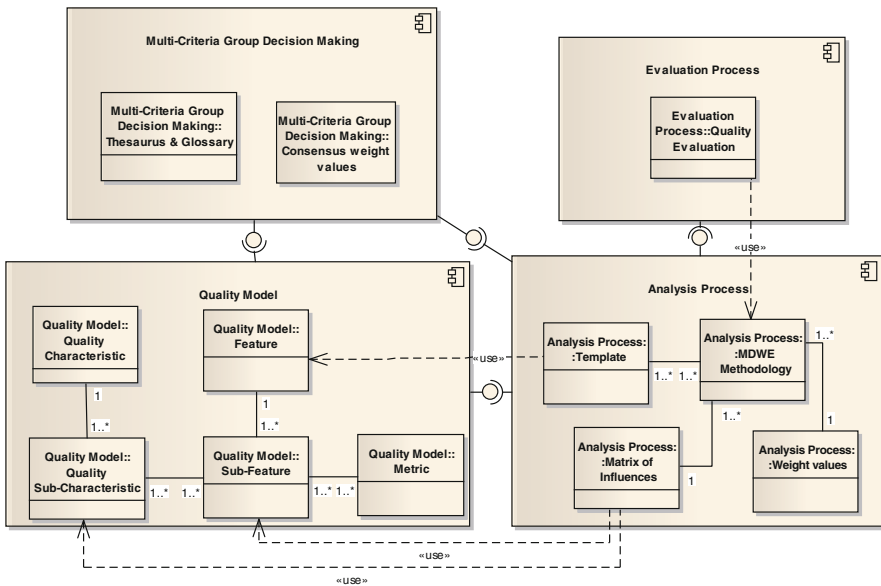 Multi-Criteria Group Decision Making
Multi-Criteria Group
Decision Making::
Thesaurus & Glossary
Multi-Criteria Group
Decision Making::
Consensus weight
values
Evaluation Process
Evaluation
Process::Quality
Evaluation
«use»
Quality Model
Quality Model::
Quality
Characteristic
Quality Model::
Feature
1
1..*
1
1..*
Quality Model::
Quality
Sub-Characteristic
Quality Model::
Sub-Feature
Quality Model::
Metric
1..*
1..*
1..*
1..*
Analysis Process
Analysis Process:
:Template
Analysis Process:
:MDWE
Methodology
1..*
«use»
1..*
1..*
1..*
1
Analysis Process:
:Matrix of
Influences
1
Analysis Process:
:Weight values
«use»
«use»